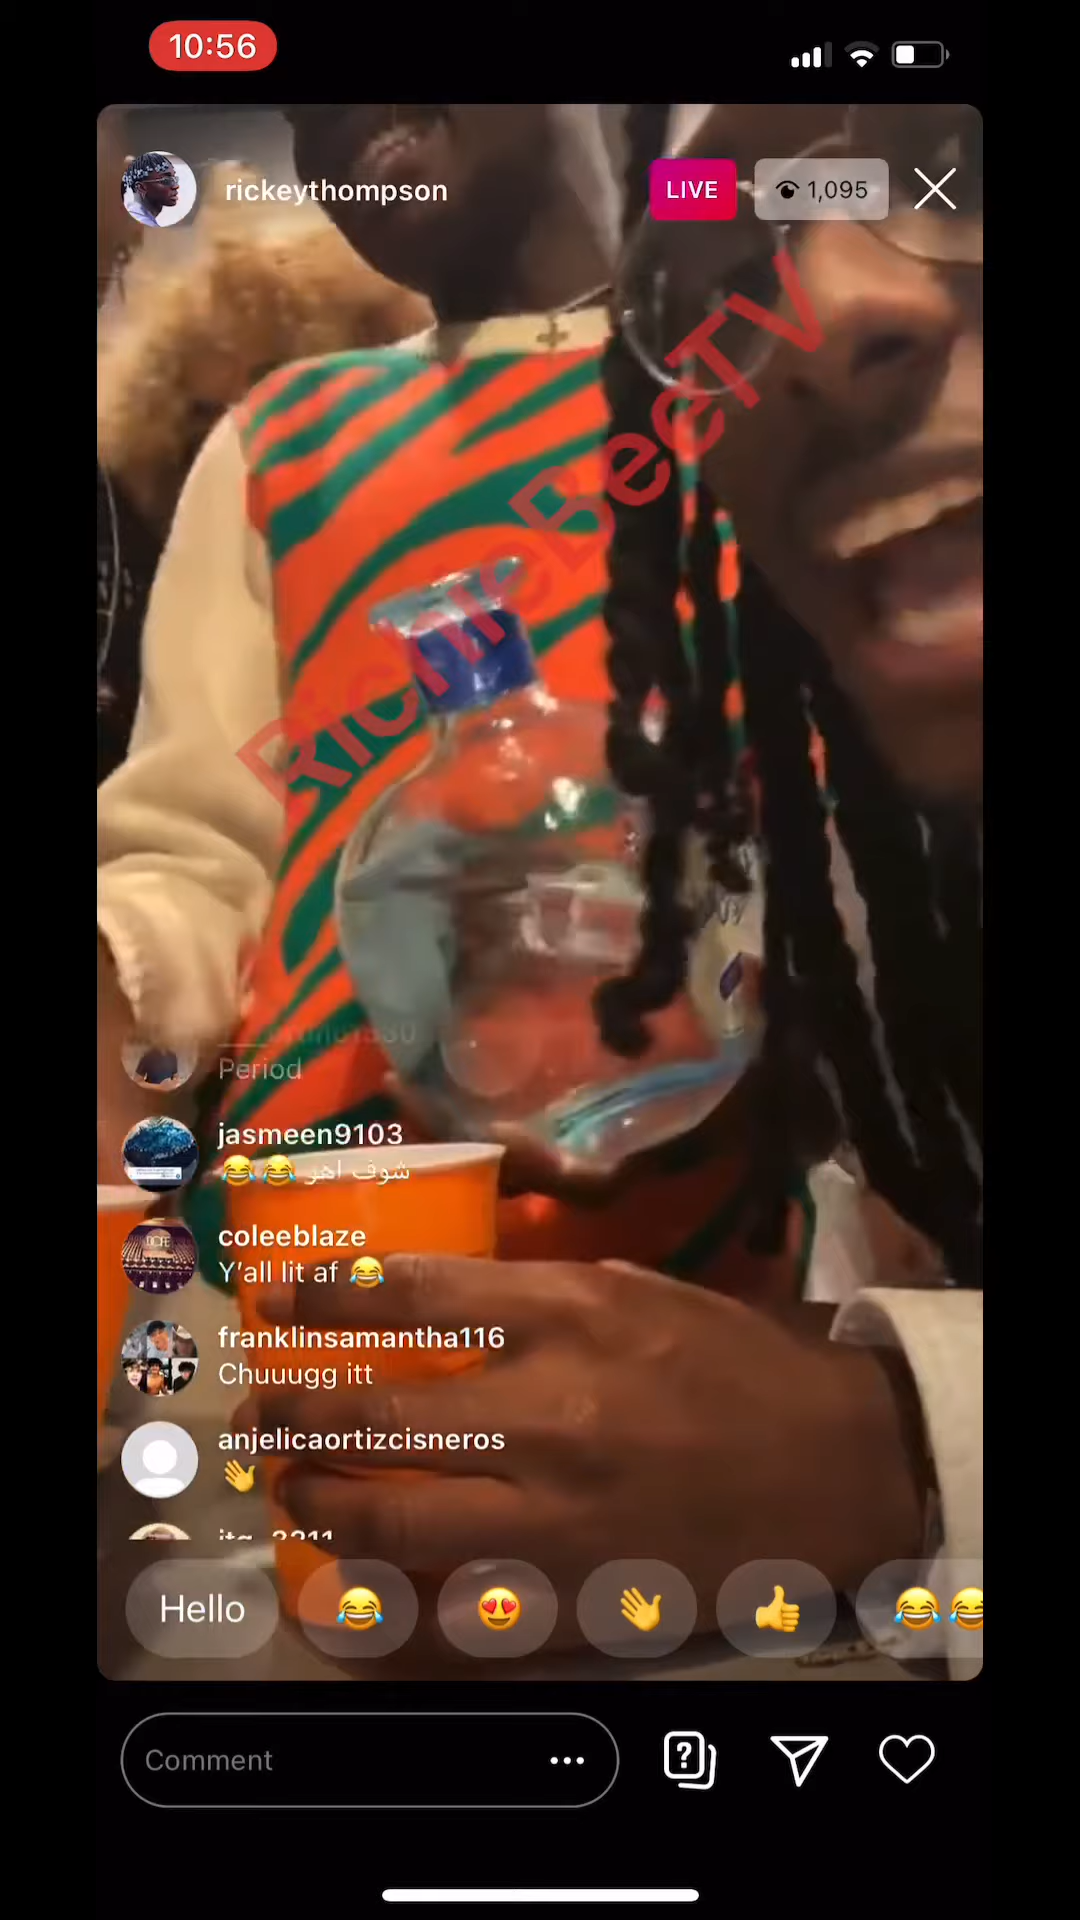 10:56
rickeythompson
LIVE
1,095
RichieBeeTV
Period
jasmeen9103
😂😂 شوف اهر
coleeblaze
Y'all lit af 😂
franklinsamantha116
Chuuugg itt
anjelicaortizcisneros
👋
Hello 😂 😍 👋 👍 😂😂
Comment